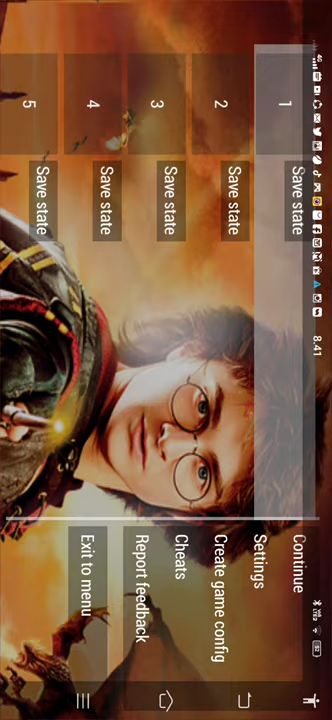 8.41
1
Save state
2
Save state
3
Save state
4
Save state
5
Save state
Continue
Settings
Create game config
Cheats
Report feedback
Exit to menu